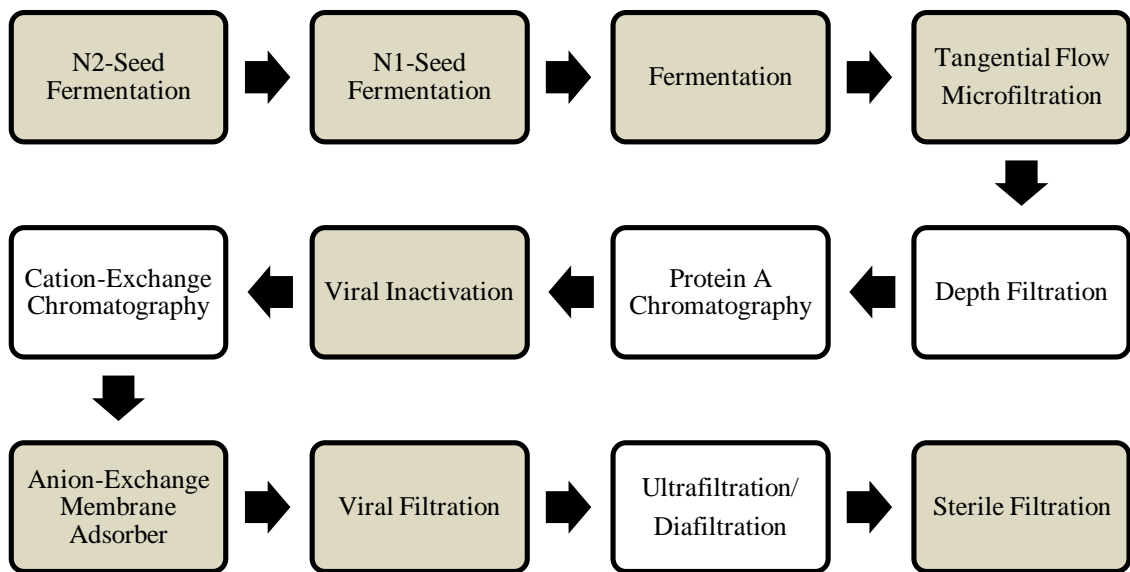 N2-Seed
Fermentation
N1-Seed
Fermentation
Fermentation
Tangential Flow
Microfiltration
Cation-Exchange
Chromatography
Viral Inactivation
Protein A
Chromatography
Depth Filtration
Anion-Exchange
Membrane
Adsorber
Viral Filtration
Ultrafiltration/
Diafiltration
Sterile Filtration